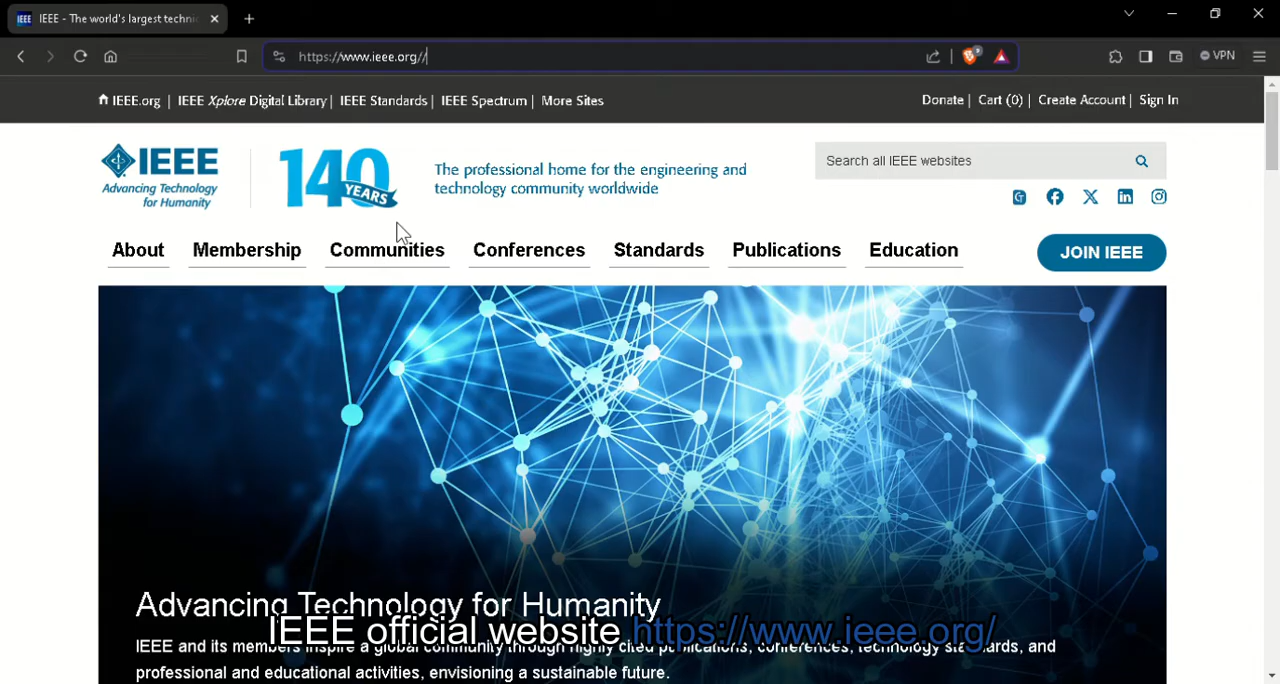 IEEE - The world's largest techni
https://www.ieee.org//
3
VPN
IEEE.org | IEEE Xplore Digital Library | IEEE Standards | IEEE Spectrum | More Sites
Donate | Cart (0) | Create Account | Sign In
IEEE
Advancing Technology
for Humanity
140
YEARS
The professional home for the engineering and
technology community worldwide
Search all IEEE websites
About Membership Communities Conferences Standards Publications Education
JOIN IEEE
Advancing Technology for Humanity
IEEE official website https://www.ieee.org/
IEEE and its members inspire a global community through highly cited publications, conferences, technology standards, and
professional and educational activities, envisioning a sustainable future.